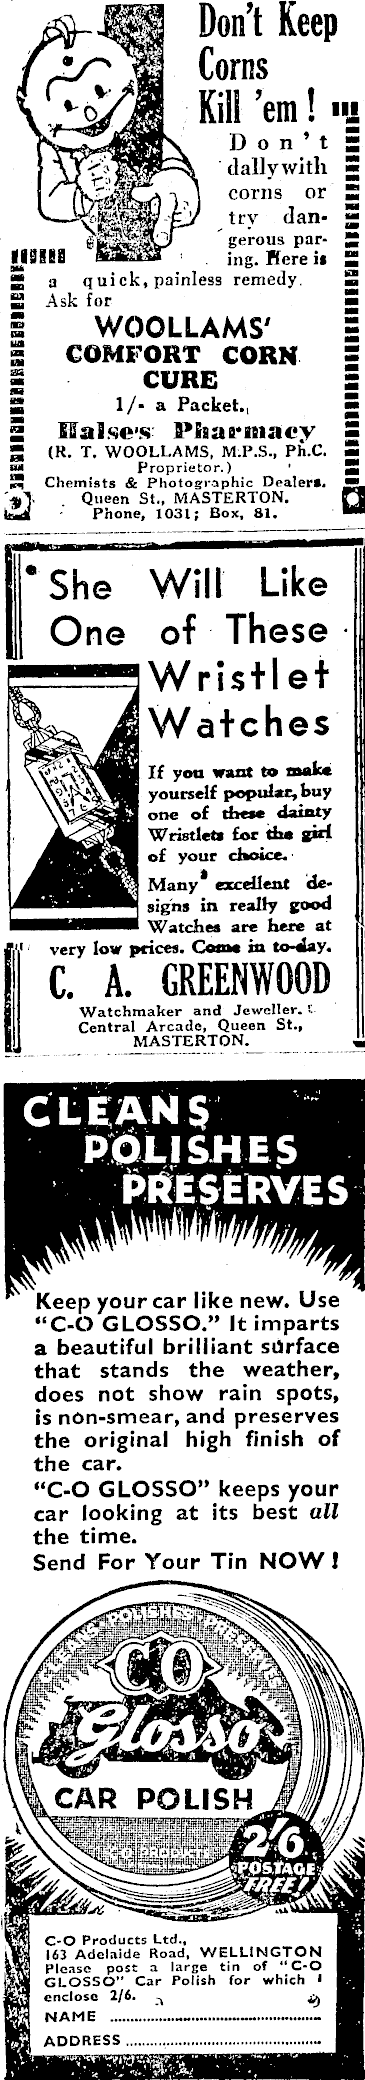 Don't Keep
Corns
Kill 'em!
Don't
dally with
corns or
try dan-
gerous par-
ing. Here is
a quick, painless remedy.
Ask for
WOOLLAMS'
COMFORT CORN
CURE
1/- a Packet.
Halse's Pharmacy
(R. T. WOOLLAMS, M.P.S., Ph.C.
Proprietor.)
Chemists & Photographic Dealers.
Queen St., MASTERTON.
Phone, 1031; Box, 81.
She Will Like
One of These
Wristlet
Watches
If you want to make
yourself popular, buy
one of these dainty
Wristlets for the girl
of your choice.
Many excellent de-
signs in really good
Watches are here at
very low prices. Come in to-day.
C. A. GREENWOOD
Watchmaker and Jeweller.
Central Arcade, Queen St.,
MASTERTON.
CLEANS
POLISHES
PRESERVES
Keep your car like new. Use
"C-O GLOSSO." It imparts
a beautiful brilliant surface
that stands the weather,
does not show rain spots,
is non-smear, and preserves
the original high finish of
the car.
"C-O GLOSSO" keeps your
car looking at its best all
the time.
Send For Your Tin NOW!
CLEANS · POLISHES · PRESERVES
CO
Glosso
CAR POLISH
C-O PRODUCTS
2/6
POSTAGE
FREE!
C-O Products Ltd.,
163 Adelaide Road, WELLINGTON
Please post a large tin of "C-O
GLOSSO" Car Polish for which I
enclose 2/6.
NAME
ADDRESS